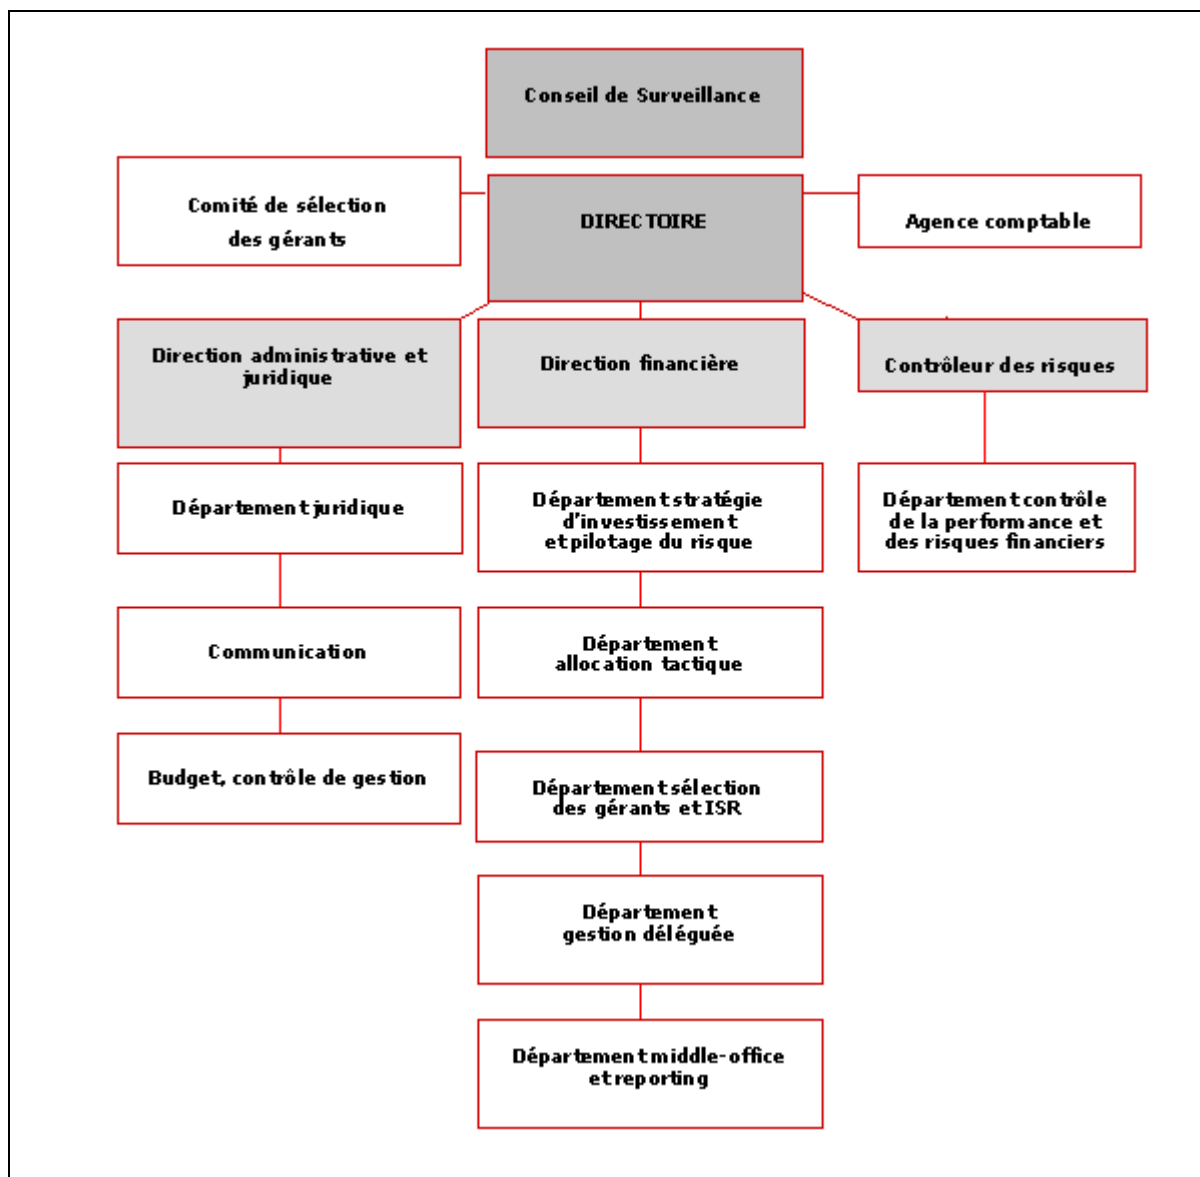 Conseil de Surveillance
Comité de sélection
des gérants
DIRECTOIRE
Agence comptable
Direction administrative et
juridique
Direction financière
Contrôleur des risques
Département juridique
Département stratégie
d'investissement
et pilotage du risque
Département contrôle
de la performance et
des risques financiers
Communication
Département
allocation tactique
Budget, contrôle de gestion
Département sélection
des gérants et ISR
Département
gestion déléguée
Département middle-office
et reporting